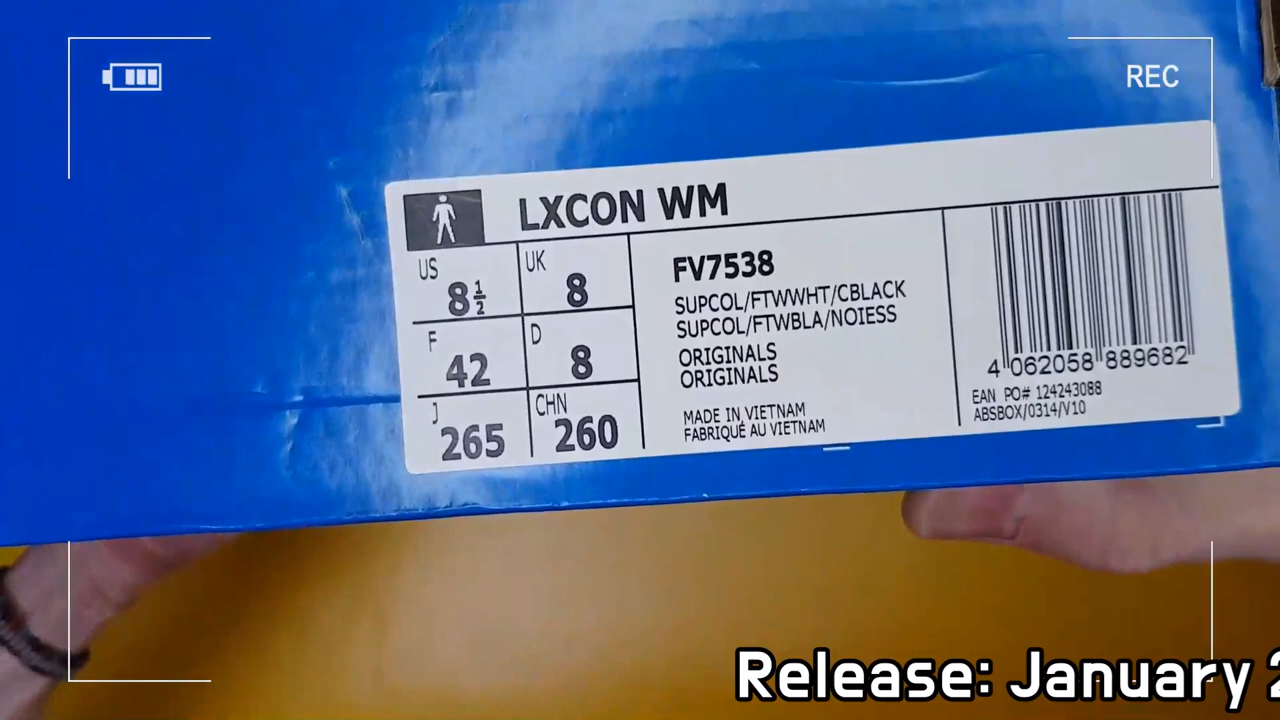 REC
LXCON WM
US 8½
UK 8
F 42
D 8
J 265
CHN 260
FV7538
SUPCOL/FTWWHT/CBLACK
SUPCOL/FTWBLA/NOIESS
ORIGINALS
ORIGINALS
MADE IN VIETNAM
FABRIQUÉ AU VIETNAM
4 062058 889682
EAN PO# 124243088
ABSBOX/0314/V10
Release: January 2